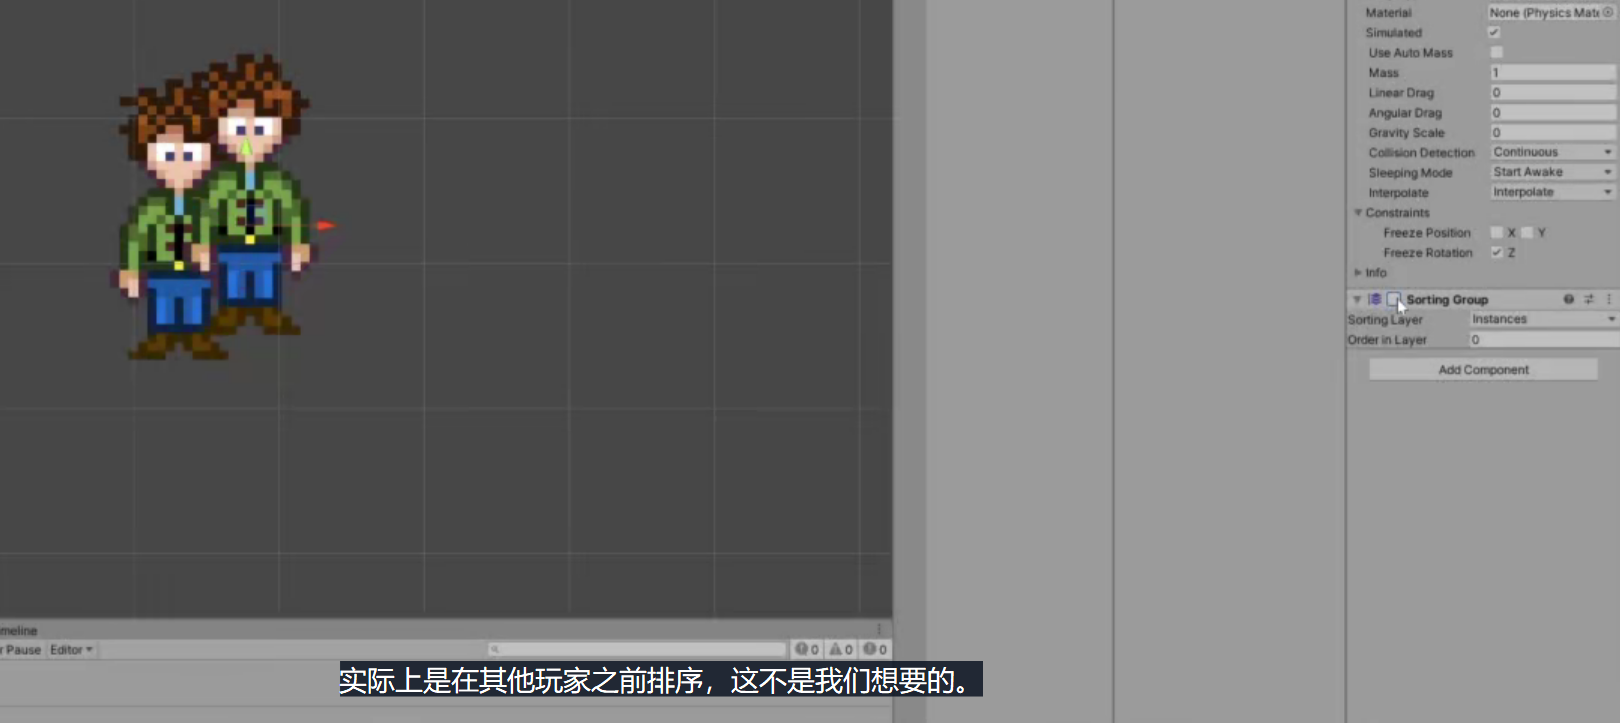 Material None (Physics Mate
Simulated
Use Auto Mass
Mass 1
Linear Drag 0
Angular Drag 0
Gravity Scale 0
Collision Detection Continuous
Sleeping Mode Start Awake
Interpolate Interpolate
Constraints
Freeze Position X Y
Freeze Rotation Z
Info
Sorting Group
Sorting Layer Instances
Order in Layer 0
Add Component
meline
r Pause Editor 0 0 0
实际上是在其他玩家之前排序，这不是我们想要的。